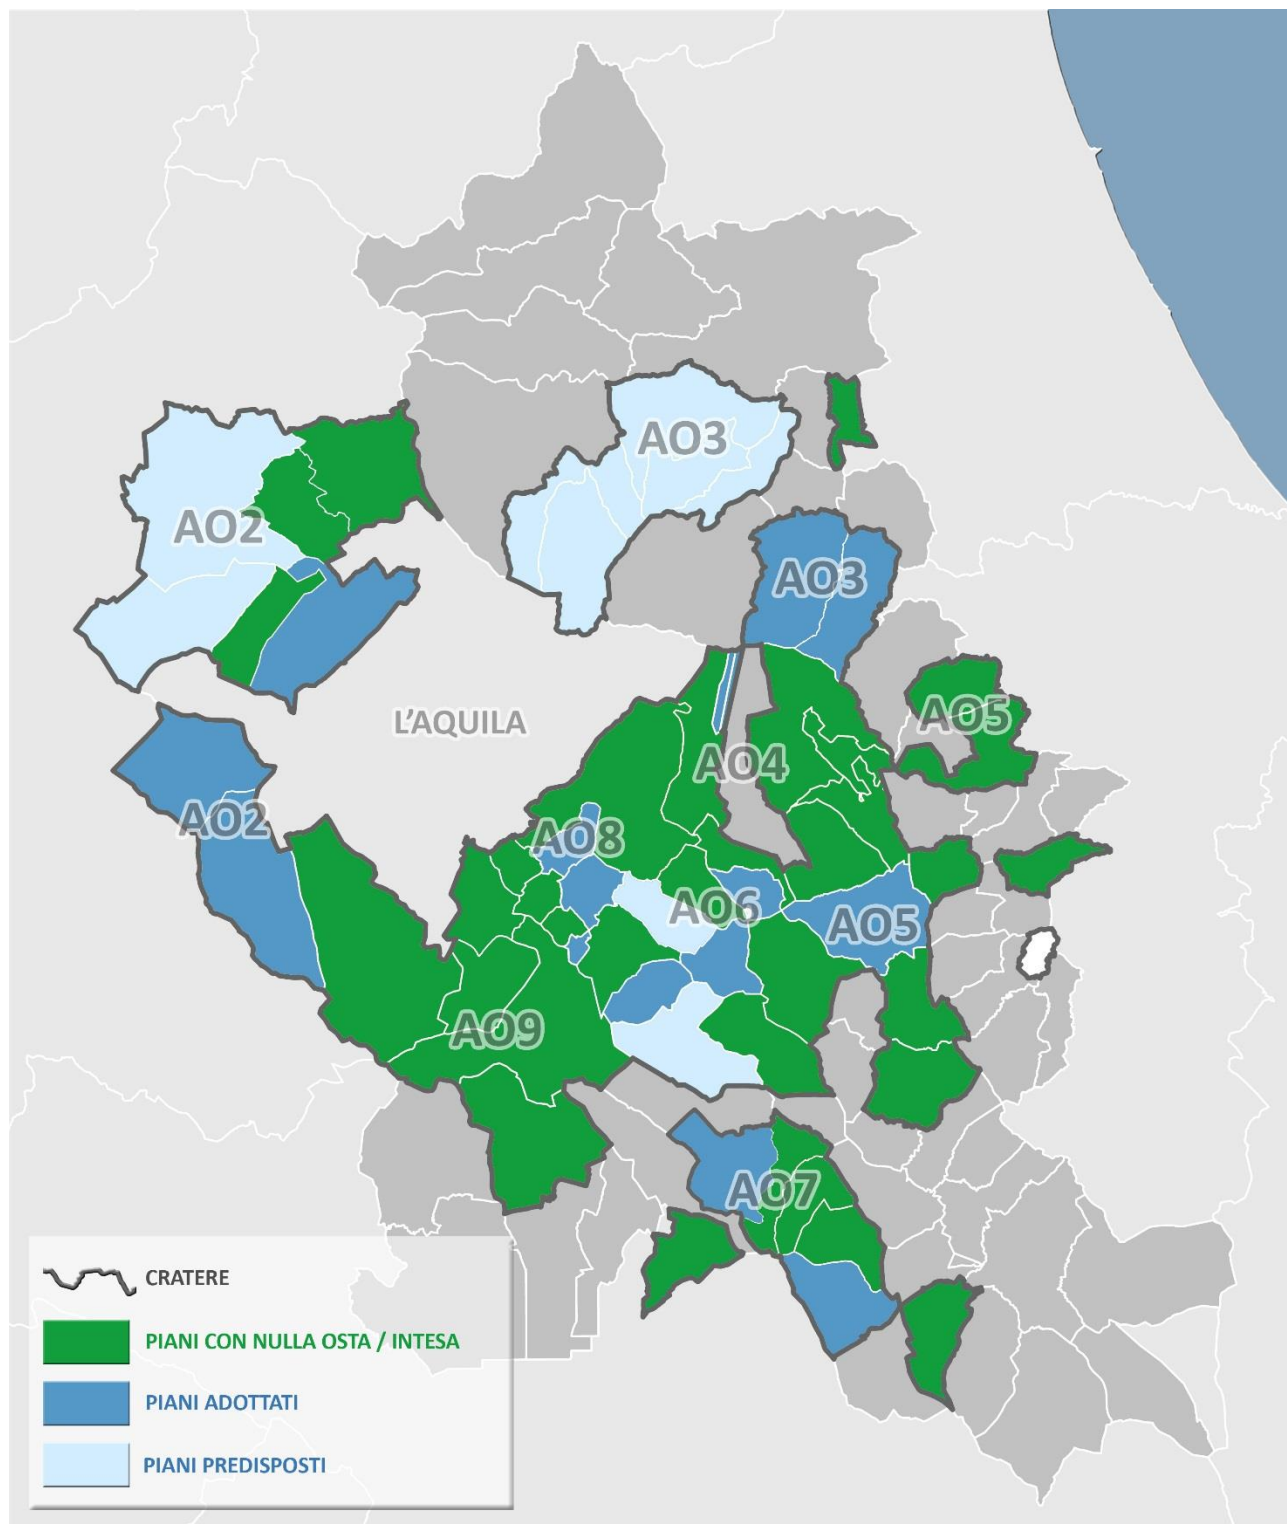 AO3
AO2
AO3
AO5
L'AQUILA
AO4
AO2
AO8
AO6
AO5
AO9
AO7
CRATERE
PIANI CON NULLA OSTA / INTESA
PIANI ADOTTATI
PIANI PREDISPOSTI